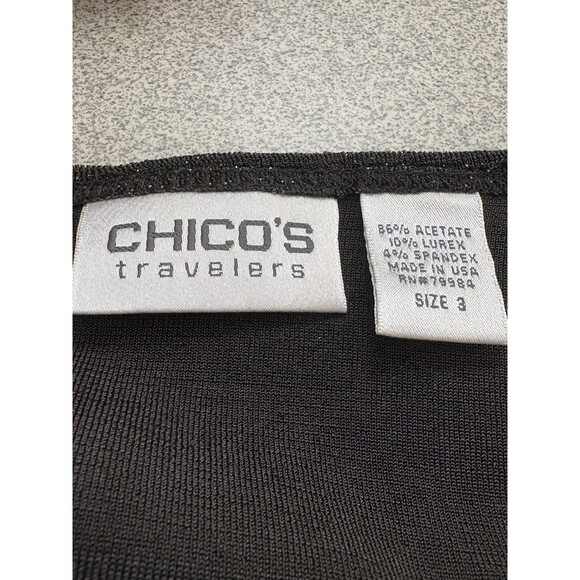 CHICO'S
travelers
86% ACETATE
10% LUREX
4% SPANDEX
MADE IN USA
RN#79984
SIZE 3